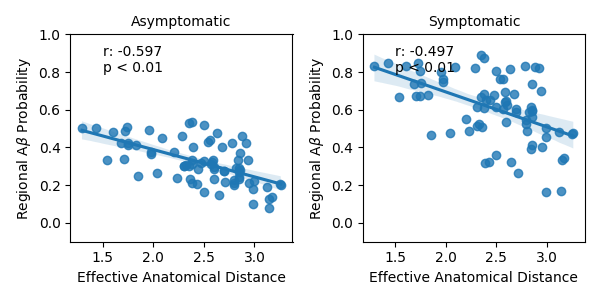 Asymptomatic
1.0
0.8
0.6
0.4
0.2
0.0
Regional Aβ Probability
r: -0.597
p < 0.01
1.5 2.0 2.5 3.0
Effective Anatomical Distance
Symptomatic
1.0
0.8
0.6
0.4
0.2
0.0
Regional Aβ Probability
r: -0.497
p < 0.01
1.5 2.0 2.5 3.0
Effective Anatomical Distance